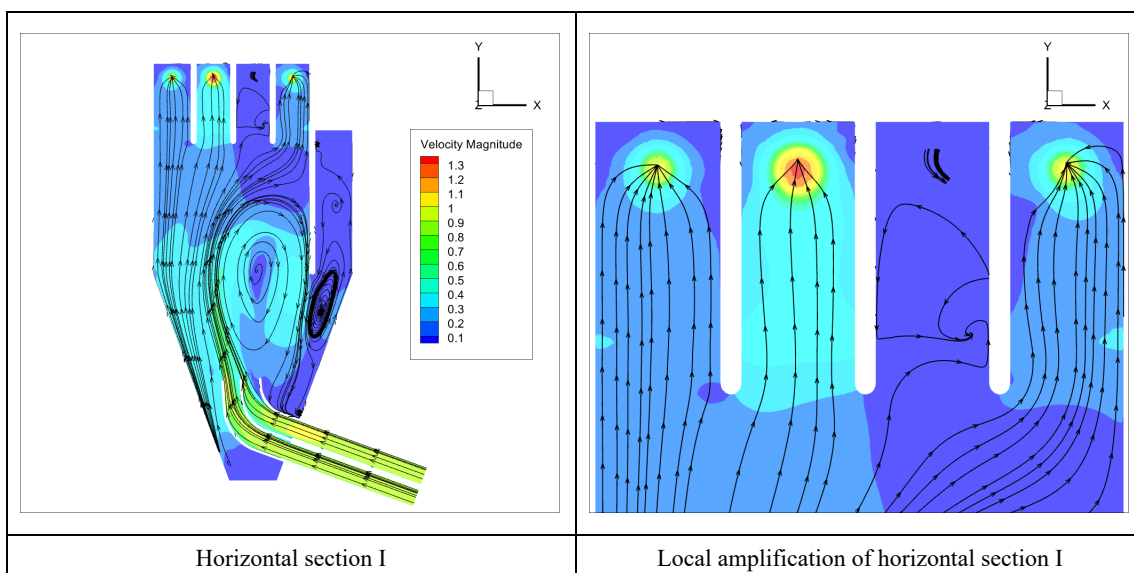 Y
Z
X
Velocity Magnitude
1.3
1.2
1.1
1
0.9
0.8
0.7
0.6
0.5
0.4
0.3
0.2
0.1
Y
Z
X
Horizontal section I
Local amplification of horizontal section I